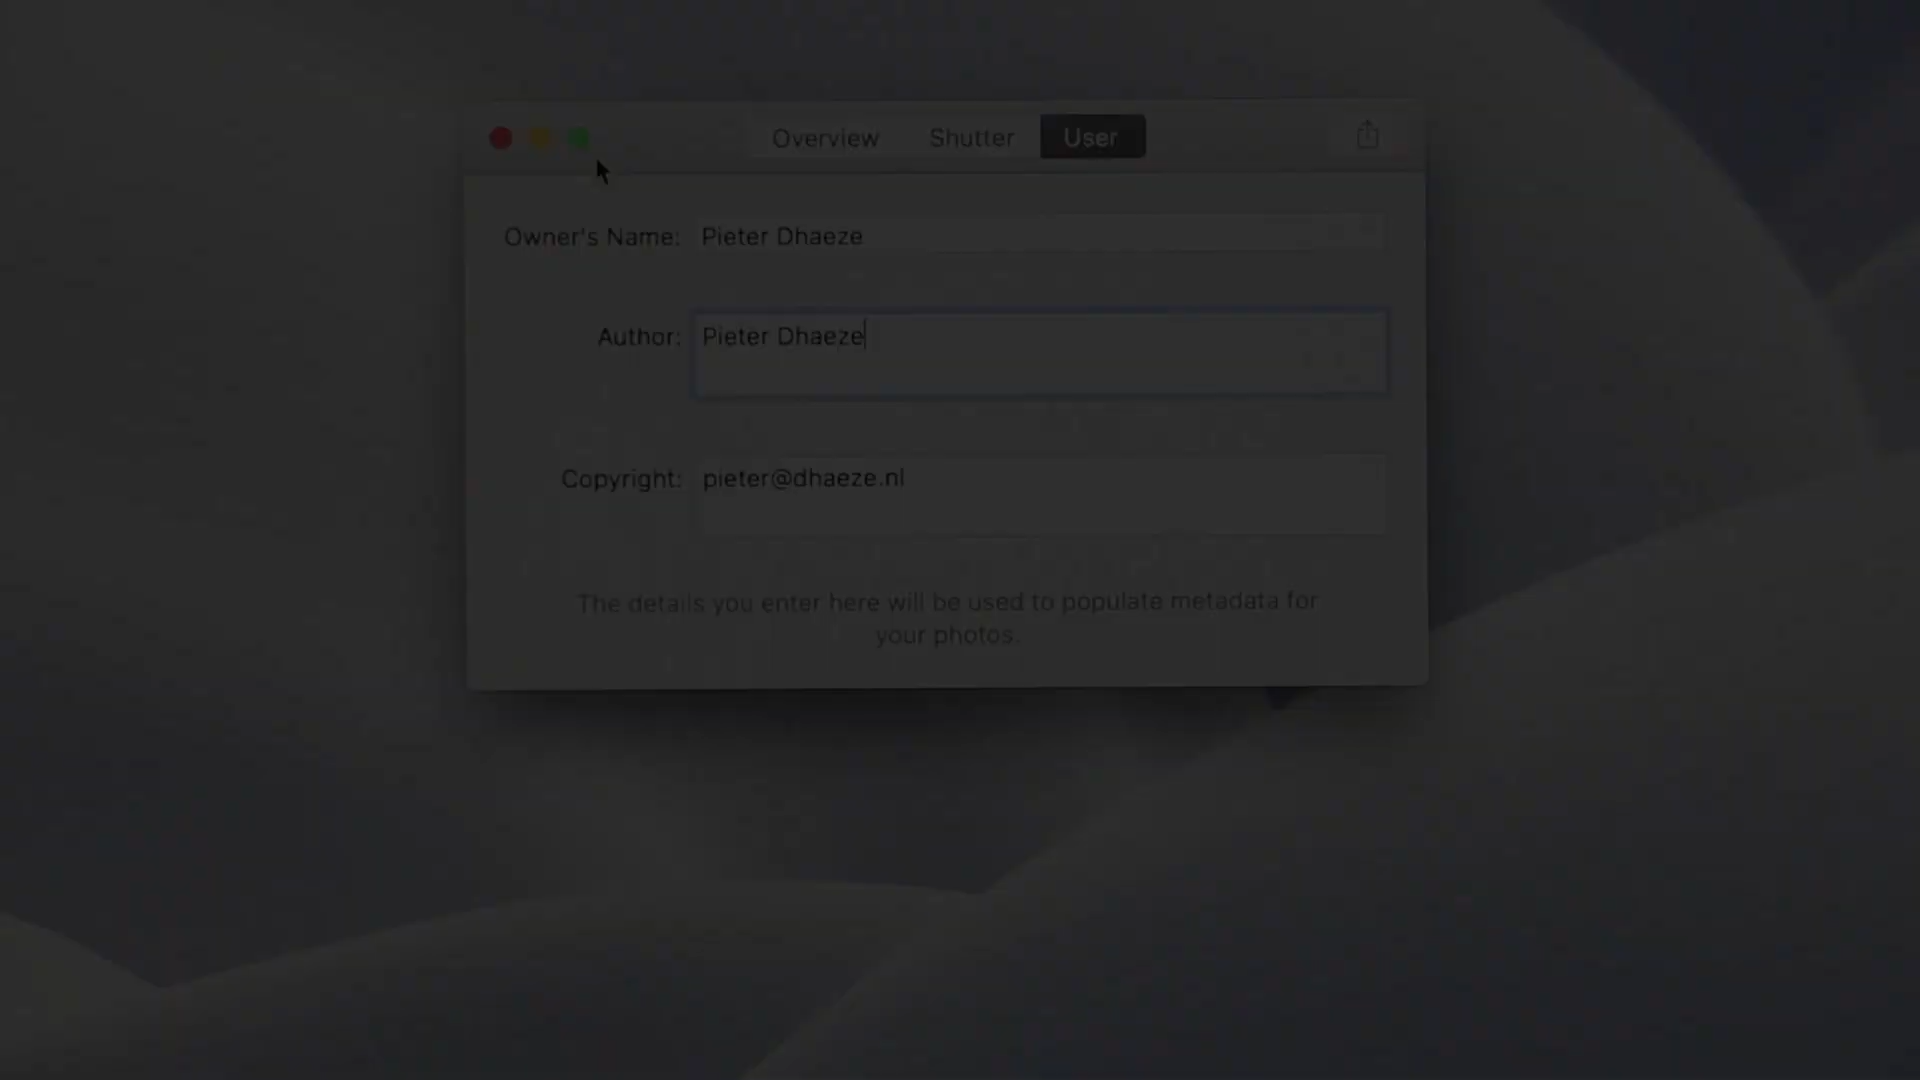 Overview Shutter User
Owner's Name: Pieter Dhaeze
Author: Pieter Dhaeze
Copyright: pieter@dhaeze.nl
The details you enter here will be used to populate metadata for
your photos.